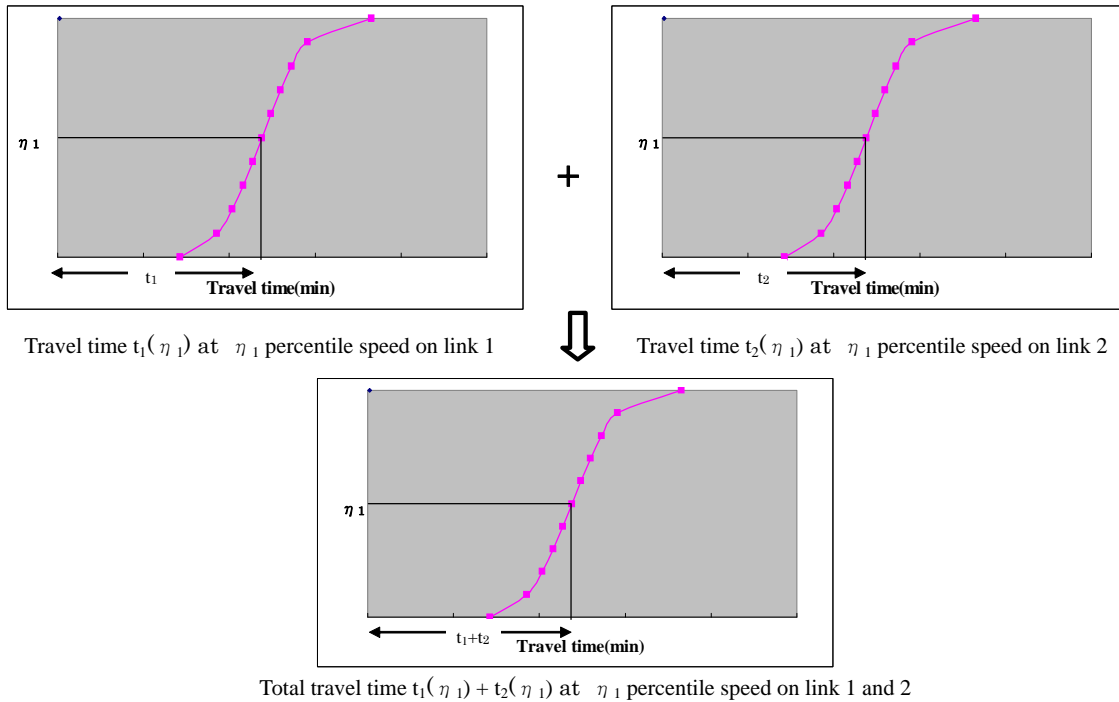 η 1
t1
Travel time(min)
Travel time t1( η 1) at η 1 percentile speed on link 1
+
η 1
t2
Travel time(min)
Travel time t2( η 1) at η 1 percentile speed on link 2
η 1
t1+t2
Travel time(min)
Total travel time t1( η 1) + t2( η 1) at η 1 percentile speed on link 1 and 2